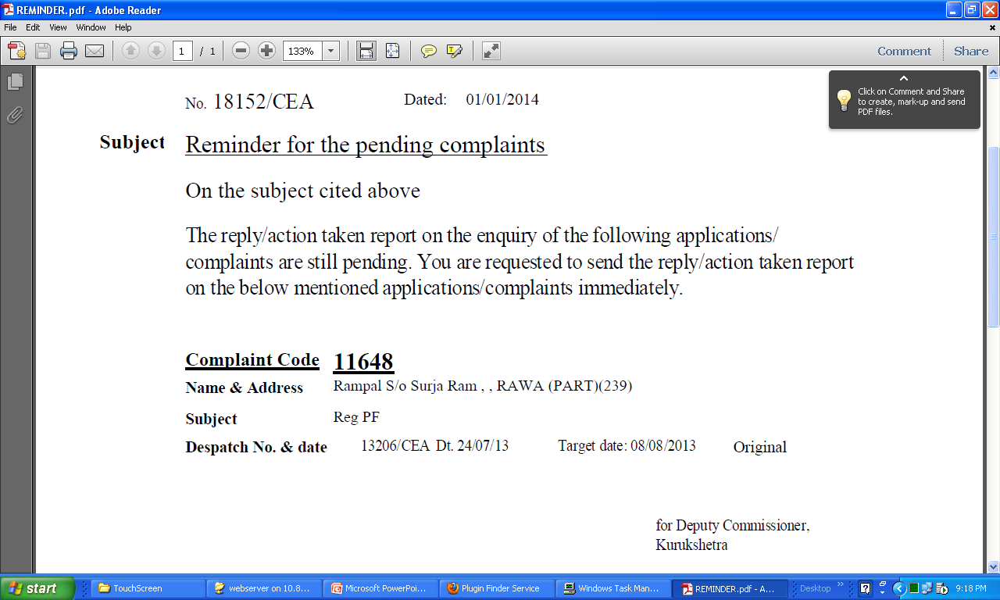 REMINDER.pdf - Adobe Reader
File Edit View Window Help
1 / 1 133% Comment Share
Click on Comment and Share
to create, mark-up and send
PDF files.
No. 18152/CEA Dated: 01/01/2014
Subject Reminder for the pending complaints
On the subject cited above
The reply/action taken report on the enquiry of the following applications/
complaints are still pending. You are requested to send the reply/action taken report
on the below mentioned applications/complaints immediately.
Complaint Code 11648
Name & Address Rampal S/o Surja Ram , , RAWA (PART)(239)
Subject Reg PF
Despatch No. & date 13206/CEA Dt. 24/07/13 Target date: 08/08/2013 Original
for Deputy Commissioner,
Kurukshetra
start TouchScreen webserver on 10.8... Microsoft PowerPoi... Plugin Finder Service Windows Task Man... REMINDER.pdf - A... Desktop 9:18 PM